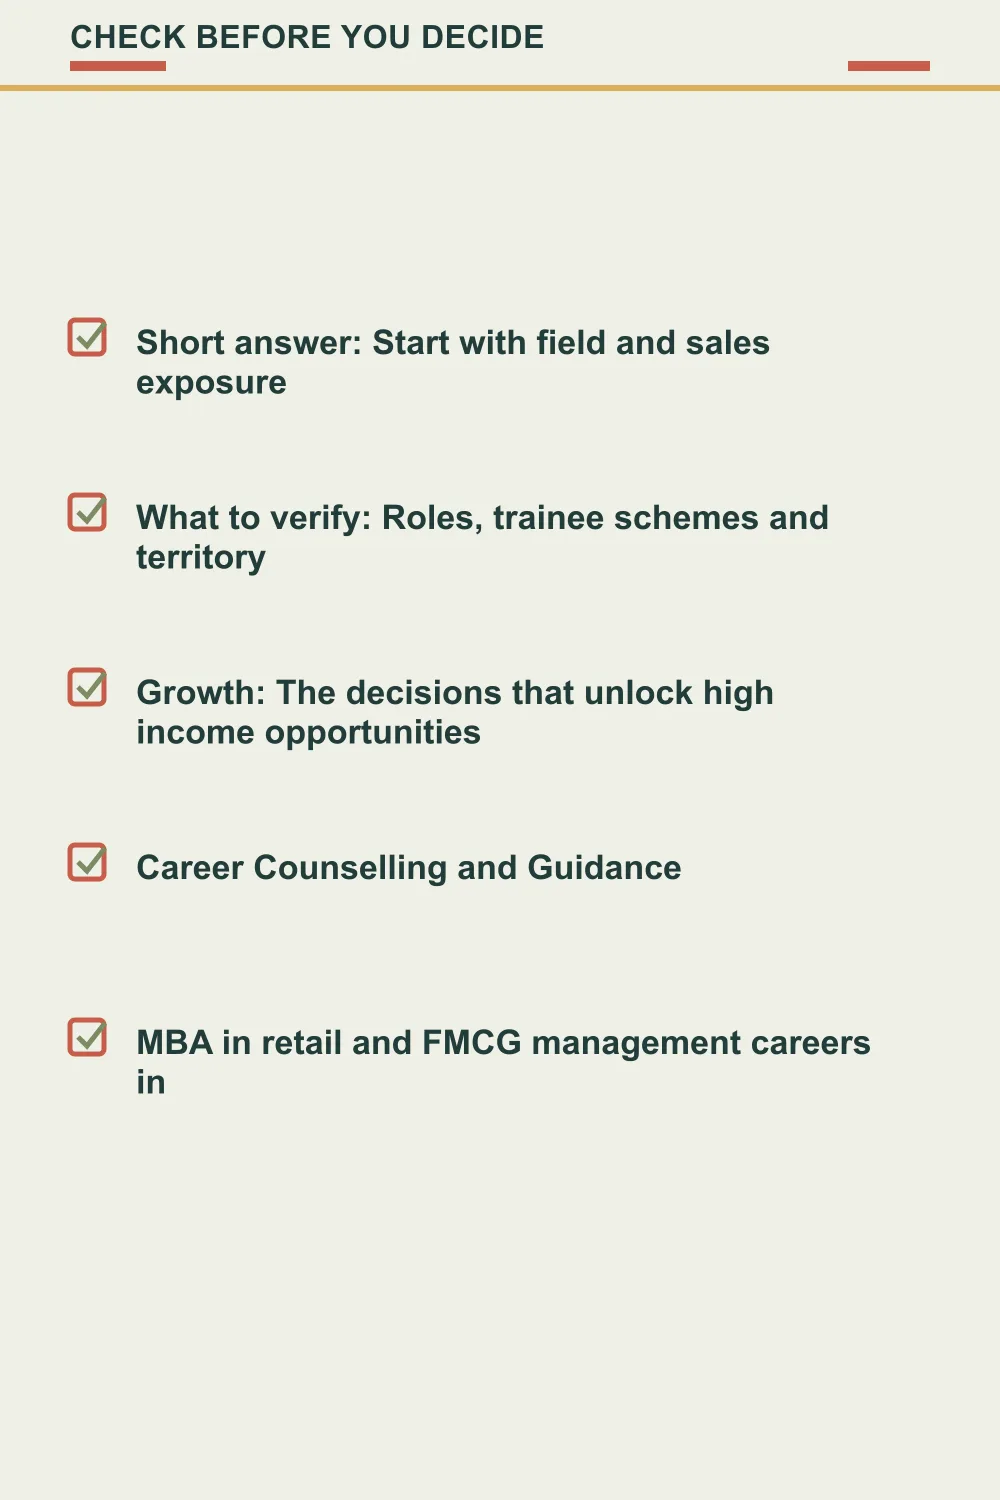 CHECK BEFORE YOU DECIDE
Short answer: Start with field and sales
exposure
What to verify: Roles, trainee schemes and
territory
Growth: The decisions that unlock high
income opportunities
Career Counselling and Guidance
MBA in retail and FMCG management careers
in